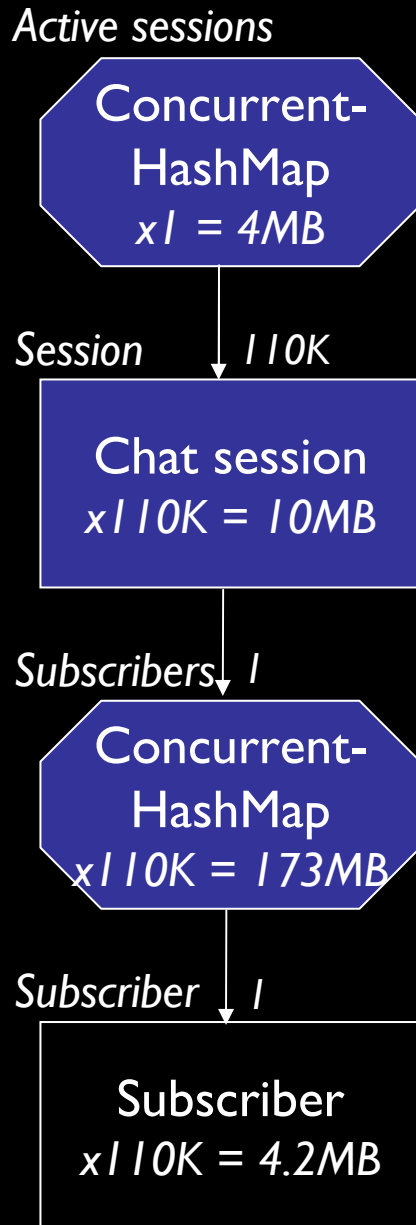 Active sessions
Concurrent-
HashMap
x1 = 4MB
Session 110K
Chat session
x110K = 10MB
Subscribers 1
Concurrent-
HashMap
x110K = 173MB
Subscriber 1
Subscriber
x110K = 4.2MB